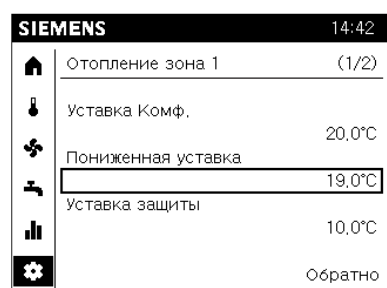 SIEMENS 14:42
Отопление зона 1 (1/2)
Уставка Комф.
20,0°C
Пониженная уставка
19,0°C
Уставка защиты
10,0°C
Обратно